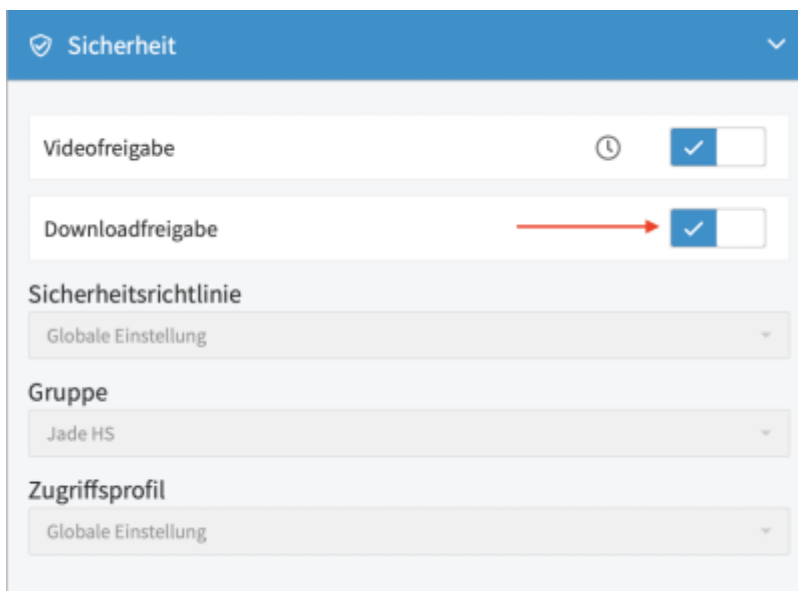 Sicherheit
Videofreigabe
Downloadfreigabe
Sicherheitsrichtlinie
Globale Einstellung
Gruppe
Jade HS
Zugriffsprofil
Globale Einstellung